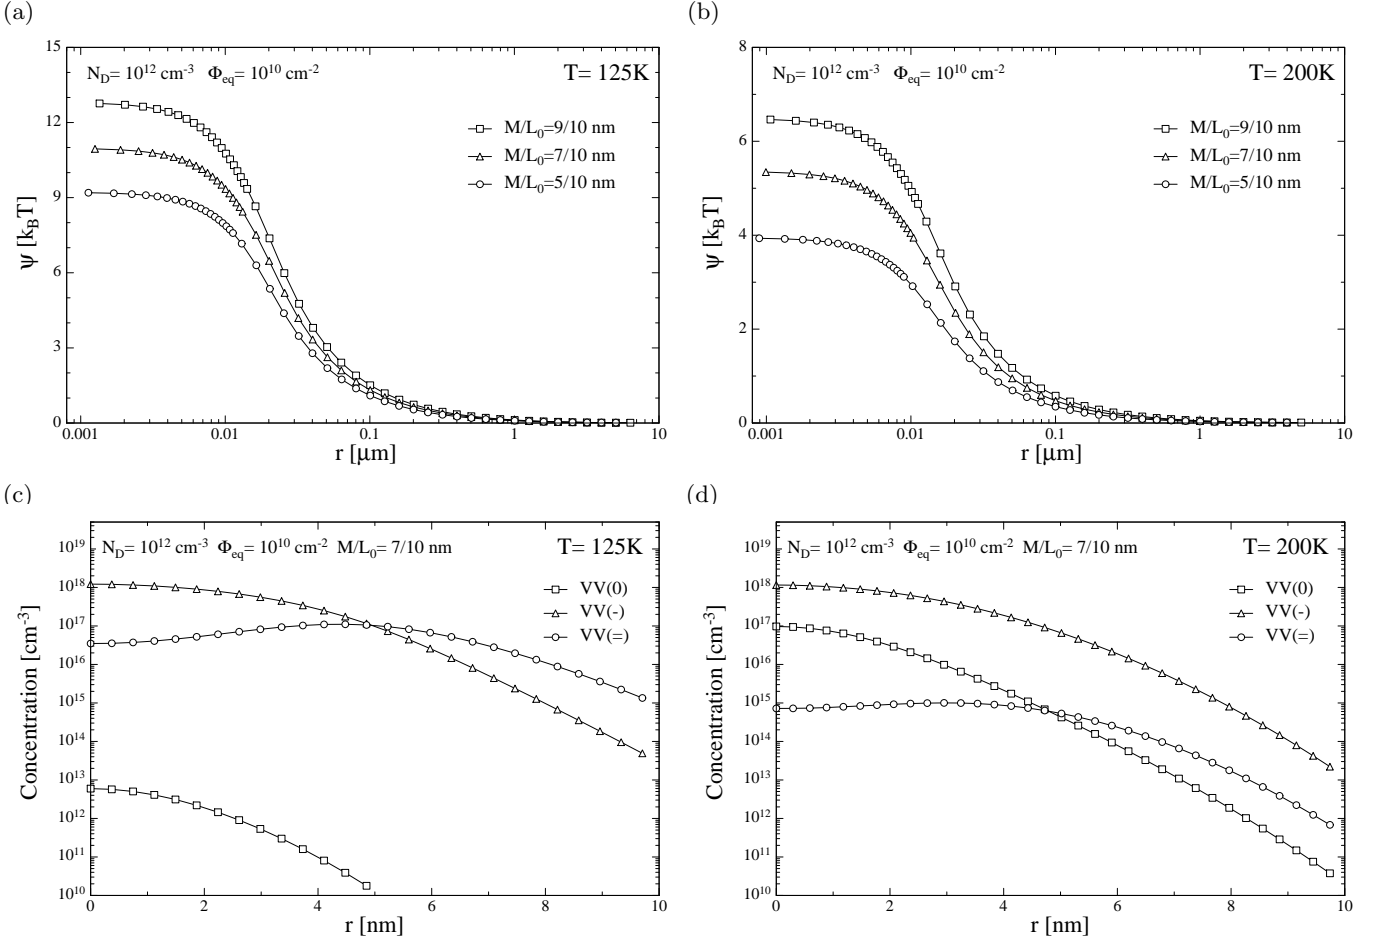 (a)
15
12
9
6
3
0
ψ [k_BT]
N_D= 10^12 cm^-3 Φ_eq= 10^10 cm^-2
T= 125K
M/L_0=9/10 nm
M/L_0=7/10 nm
M/L_0=5/10 nm
0.001 0.01 0.1 1 10
r [μm]
(b)
8
6
4
2
0
ψ [k_BT]
N_D= 10^12 cm^-3 Φ_eq= 10^10 cm^-2
T= 200K
M/L_0=9/10 nm
M/L_0=7/10 nm
M/L_0=5/10 nm
0.001 0.01 0.1 1 10
r [μm]
(c)
10^19
10^18
10^17
10^16
10^15
10^14
10^13
10^12
10^11
10^10
Concentration [cm^-3]
N_D= 10^12 cm^-3 Φ_eq= 10^10 cm^-2 M/L_0= 7/10 nm
T= 125K
VV(0)
VV(-)
VV(=)
0 2 4 6 8 10
r [nm]
(d)
10^19
10^18
10^17
10^16
10^15
10^14
10^13
10^12
10^11
10^10
Concentration [cm^-3]
N_D= 10^12 cm^-3 Φ_eq= 10^10 cm^-2 M/L_0= 7/10 nm
T= 200K
VV(0)
VV(-)
VV(=)
0 2 4 6 8 10
r [nm]